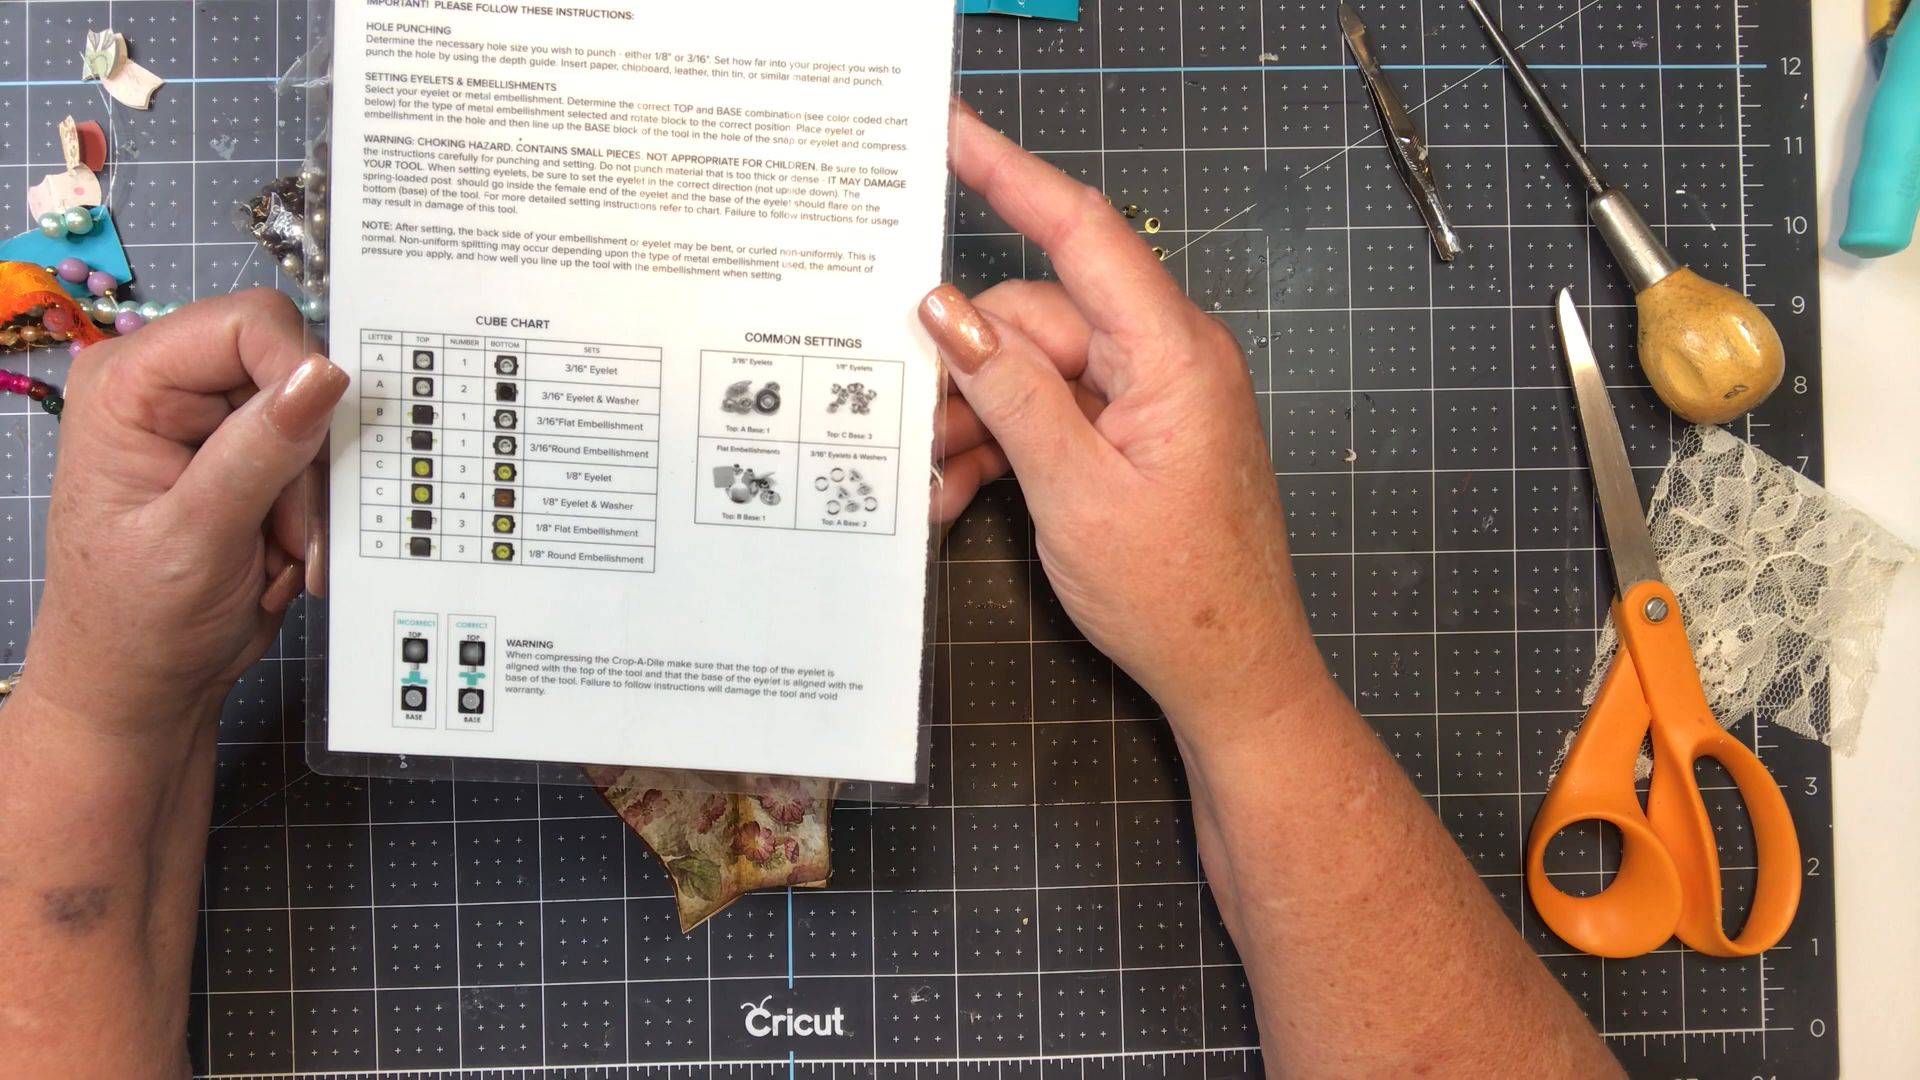 IMPORTANT! PLEASE FOLLOW THESE INSTRUCTIONS:
HOLE PUNCHING
Determine the necessary hole size you wish to punch - either 1/8" or 3/16". Set how far into your project you wish to
punch the hole by using the depth guide. Insert paper, chipboard, leather, thin tin, or similar material and punch.
SETTING EYELETS & EMBELLISHMENTS
Select your eyelet or metal embellishment. Determine the correct TOP and BASE combination (see color coded chart
below) for the type of metal embellishment selected and rotate block to the correct position. Place eyelet or
embellishment in the hole and then line up the BASE block of the tool in the hole of the snap or eyelet and compress.
WARNING: CHOKING HAZARD. CONTAINS SMALL PIECES. NOT APPROPRIATE FOR CHILDREN. Be sure to follow
the instructions carefully for punching and setting. Do not punch material that is too thick or dense - IT MAY DAMAGE
YOUR TOOL. When setting eyelets, be sure to set the eyelet in the correct direction (not upside down). The
spring-loaded post should go inside the female end of the eyelet and the base of the eyelet should flare on the
bottom (base) of the tool. For more detailed setting instructions refer to chart. Failure to follow instructions for usage
may result in damage of this tool.
NOTE: After setting, the back side of your embellishment or eyelet may be bent, or curled non-uniformly. This is
normal. Non-uniform splitting may occur depending upon the type of metal embellishment used, the amount of
pressure you apply, and how well you line up the tool with the embellishment when setting.
CUBE CHART
LETTER TOP NUMBER BOTTOM SETS
A 1 3/16" Eyelet
A 2 3/16" Eyelet & Washer
B 1 3/16"Flat Embellishment
D 1 3/16"Round Embellishment
C 3 1/8" Eyelet
C 4 1/8" Eyelet & Washer
B 3 1/8" Flat Embellishment
D 3 1/8" Round Embellishment
COMMON SETTINGS
3/16" Eyelets 1/8" Eyelets
Top: A Base: 1 Top: C Base: 3
Flat Embellishments 3/16" Eyelets & Washers
Top: B Base: 1 Top: A Base: 2
INCORRECT CORRECT
TOP TOP
BASE BASE
WARNING
When compressing the Crop-A-Dile make sure that the top of the eyelet is
aligned with the top of the tool and that the base of the eyelet is aligned with the
base of the tool. Failure to follow instructions will damage the tool and void
warranty.
12
11
10
9
8
7
3
2
1
0
Cricut